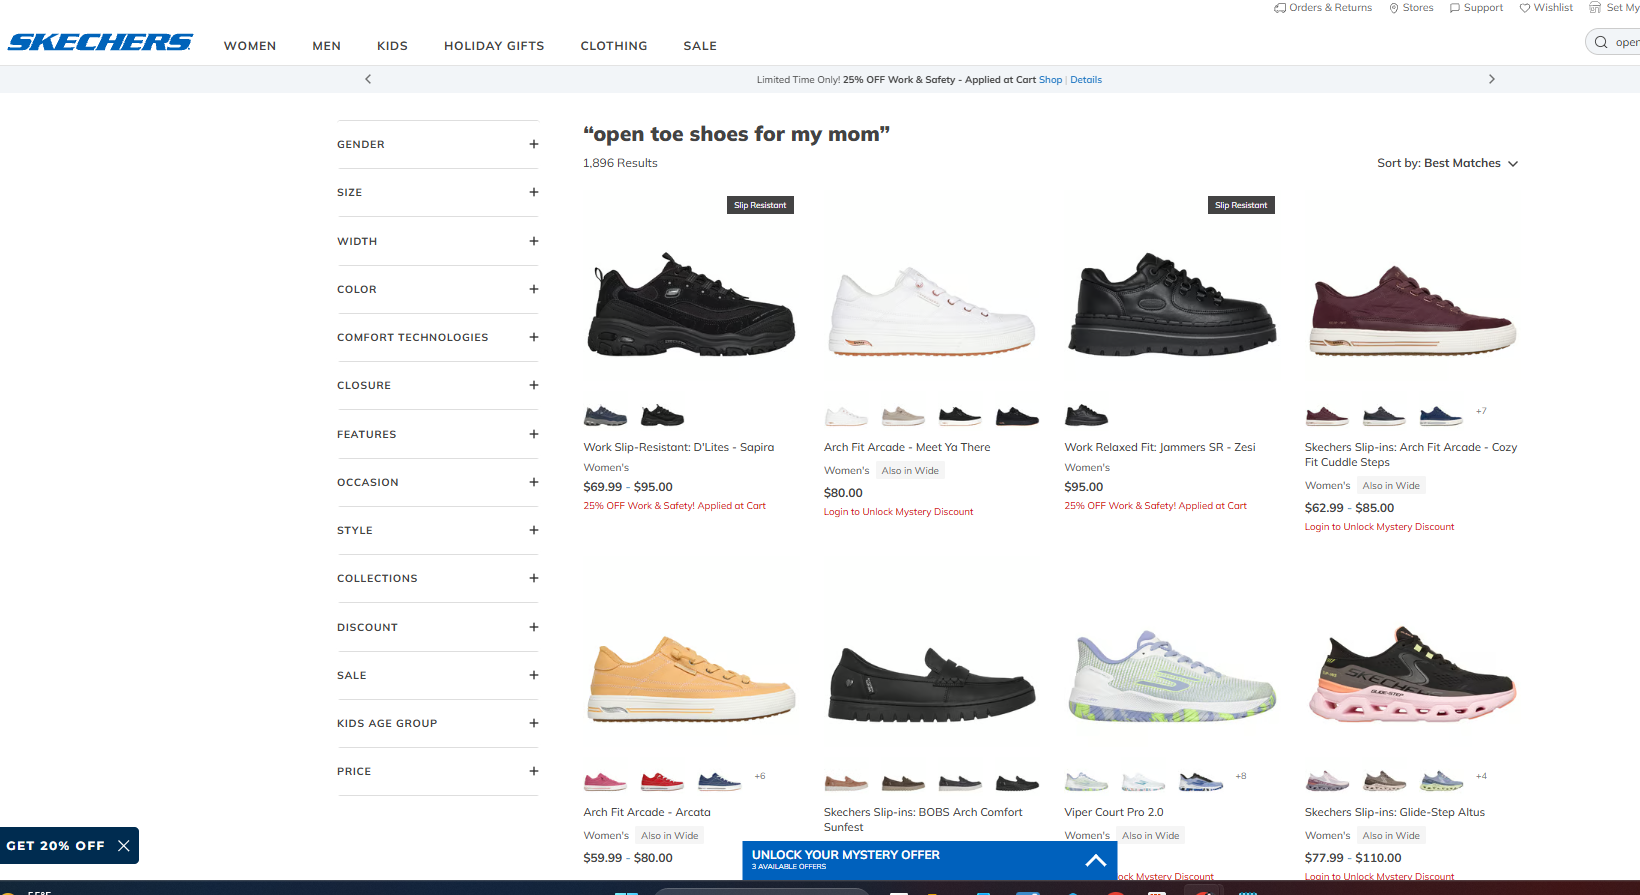 Orders & Returns
Stores
Support
Wishlist
Set My
SKECHERS
WOMEN
MEN
KIDS
HOLIDAY GIFTS
CLOTHING
SALE
open
Limited Time Only! 25% OFF Work & Safety - Applied at Cart Shop | Details
GENDER
SIZE
WIDTH
COLOR
COMFORT TECHNOLOGIES
CLOSURE
FEATURES
OCCASION
STYLE
COLLECTIONS
DISCOUNT
SALE
KIDS AGE GROUP
PRICE
“open toe shoes for my mom”
1,896 Results
Sort by: Best Matches
Slip Resistant
Work Slip-Resistant: D'Lites - Sapira
Women's
$69.99 - $95.00
25% OFF Work & Safety! Applied at Cart
Arch Fit Arcade - Meet Ya There
Women's Also in Wide
$80.00
Login to Unlock Mystery Discount
Slip Resistant
Work Relaxed Fit: Jammers SR - Zesi
Women's
$95.00
25% OFF Work & Safety! Applied at Cart
+7
Skechers Slip-ins: Arch Fit Arcade - Cozy
Fit Cuddle Steps
Women's Also in Wide
$62.99 - $85.00
Login to Unlock Mystery Discount
+6
Arch Fit Arcade - Arcata
Women's Also in Wide
$59.99 - $80.00
Skechers Slip-ins: BOBS Arch Comfort
Sunfest
+8
Viper Court Pro 2.0
Women's Also in Wide
ock Mystery Discount
SKECHERS
GLIDE-STEP
+4
Skechers Slip-ins: Glide-Step Altus
Women's Also in Wide
$77.99 - $110.00
Login to Unlock Mystery Discount
GET 20% OFF
UNLOCK YOUR MYSTERY OFFER
3 AVAILABLE OFFERS
55°F